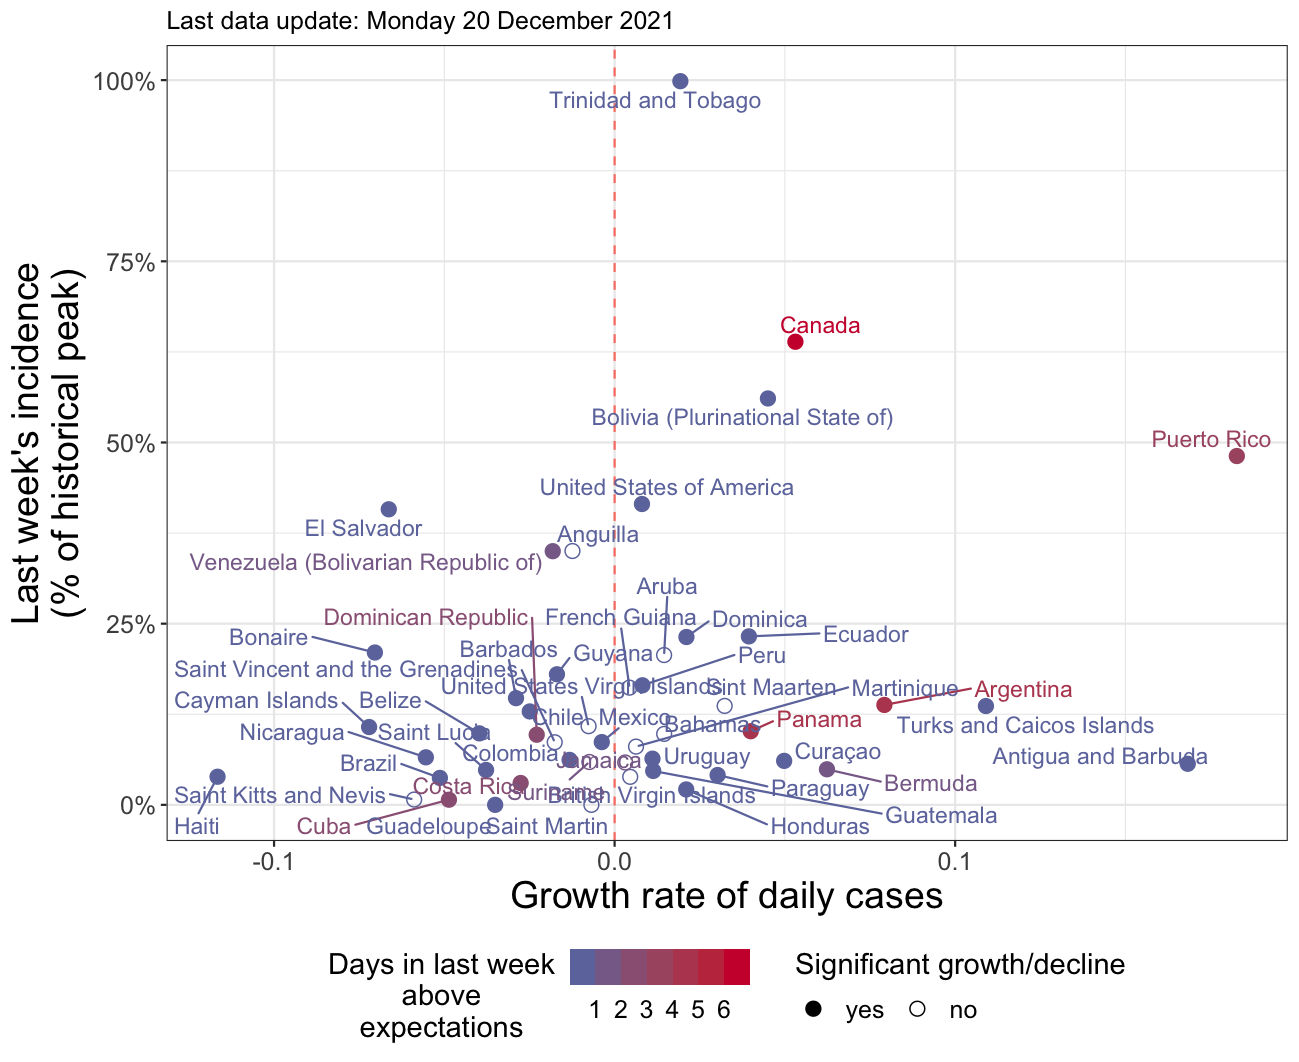 Last data update: Monday 20 December 2021
100%
Trinidad and Tobago
75%
Last week's incidence
(% of historical peak)
Canada
Bolivia (Plurinational State of)
50%
Puerto Rico
United States of America
El Salvador
Anguilla
Venezuela (Bolivarian Republic of)
Aruba
25%
Dominican Republic
French Guiana
Dominica
Bonaire
Ecuador
Barbados
Guyana
Peru
Saint Vincent and the Grenadines
United States Virgin Islands
Sint Maarten
Martinique
Argentina
Cayman Islands
Belize
Chile
Mexico
Bahamas
Panama
Turks and Caicos Islands
Nicaragua
Saint Lucia
Colombia
Jamaica
Uruguay
Curaçao
Antigua and Barbuda
Brazil
Costa Rica
Suriname
British Virgin Islands
Paraguay
Bermuda
0%
Saint Kitts and Nevis
Guatemala
Haiti
Cuba
Guadeloupe
Saint Martin
Honduras
-0.1
0.0
0.1
Growth rate of daily cases
Days in last week
above
expectations
1 2 3 4 5 6
Significant growth/decline
yes
no